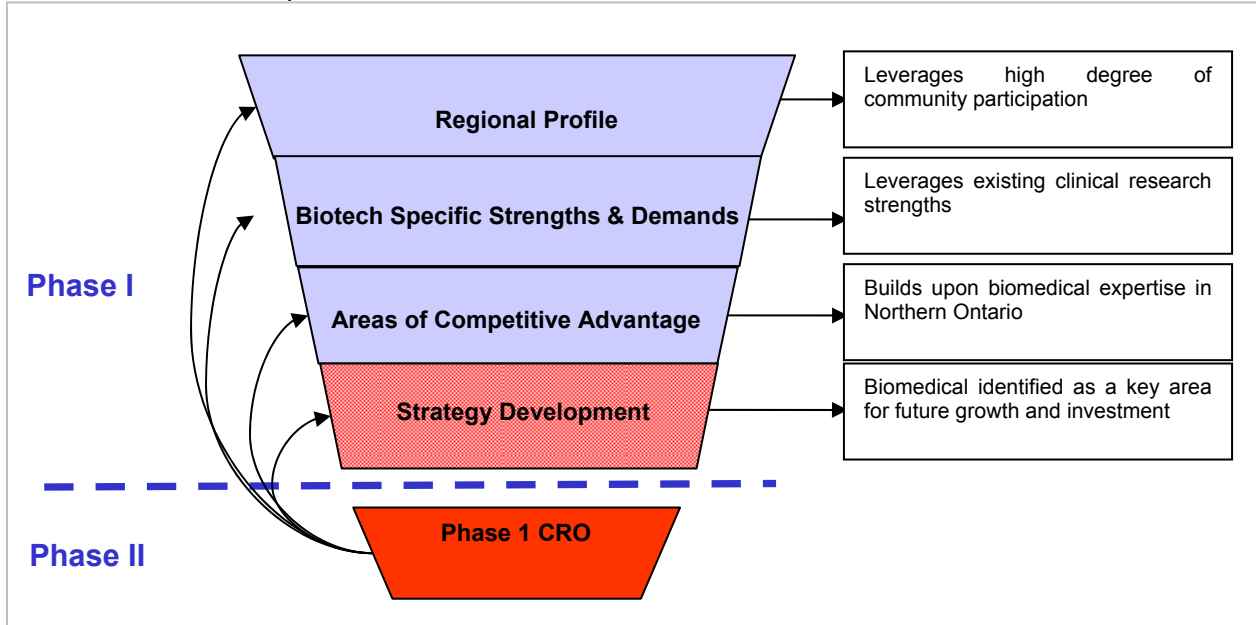 Regional Profile
Leverages high degree of
community participation
Biotech Specific Strengths & Demands
Leverages existing clinical research
strengths
Phase I
Areas of Competitive Advantage
Builds upon biomedical expertise in
Northern Ontario
Strategy Development
Biomedical identified as a key area
for future growth and investment
Phase II
Phase 1 CRO